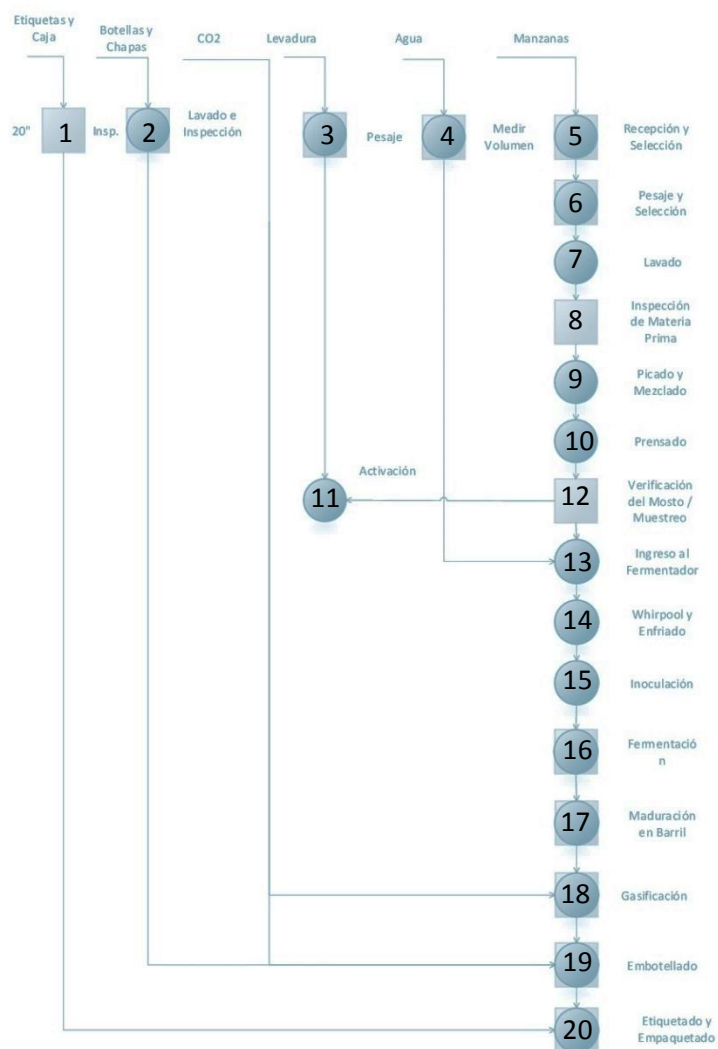 Etiquetas y
Caja
Botellas y
Chapas
CO2
Levadura
Agua
Manzanas
20"
1
Insp.
2
Lavado e
Inspección
3
Pesaje
4
Medir
Volumen
5
Recepción y
Selección
6
Pesaje y
Selección
7
Lavado
8
Inspección
de Materia
Prima
9
Picado y
Mezclado
10
Prensado
Activación
11
12
Verificación
del Mosto /
Muestreo
13
Ingreso al
Fermentador
14
Whirpool y
Enfriado
15
Inoculación
16
Fermentació
n
17
Maduración
en Barril
18
Gasificación
19
Embotellado
20
Etiquetado y
Empaquetado